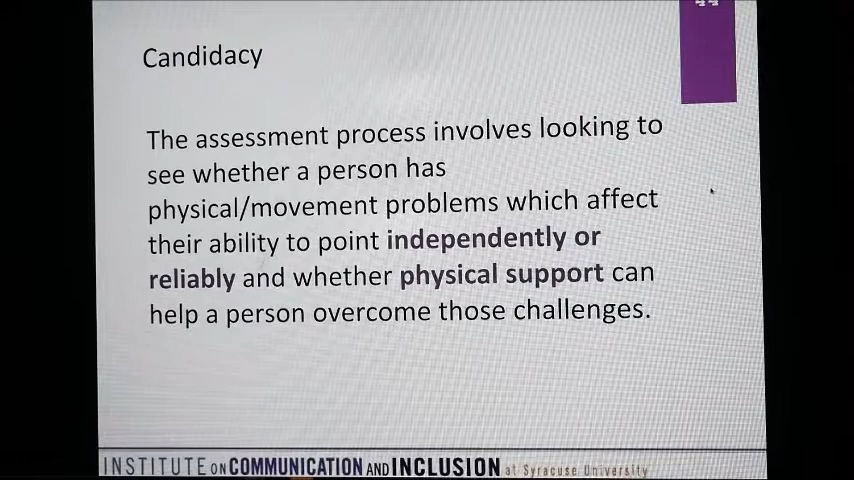 Candidacy
The assessment process involves looking to
see whether a person has
physical/movement problems which affect
their ability to point independently or
reliably and whether physical support can
help a person overcome those challenges.
INSTITUTE ON COMMUNICATION AND INCLUSION at Syracuse University